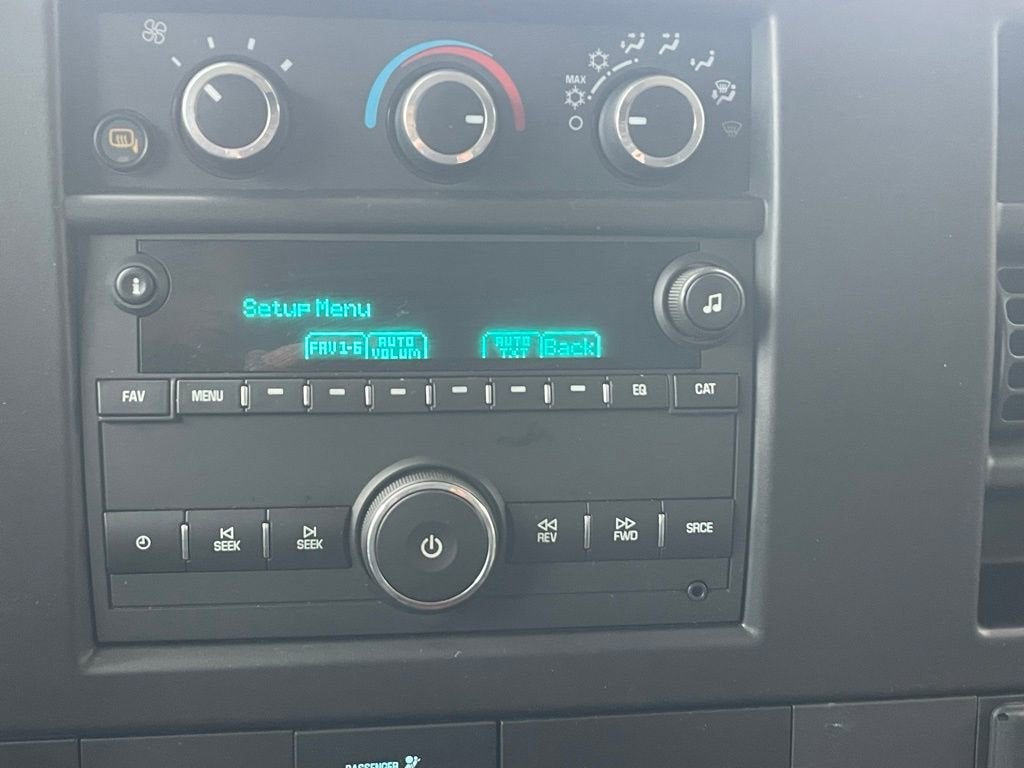 MAX
Setup Menu
FAV1-6 AUTO VOLUM AUTO TXT Back
FAV MENU EQ CAT
SEEK SEEK REV FWD SRCE
PASSENGER